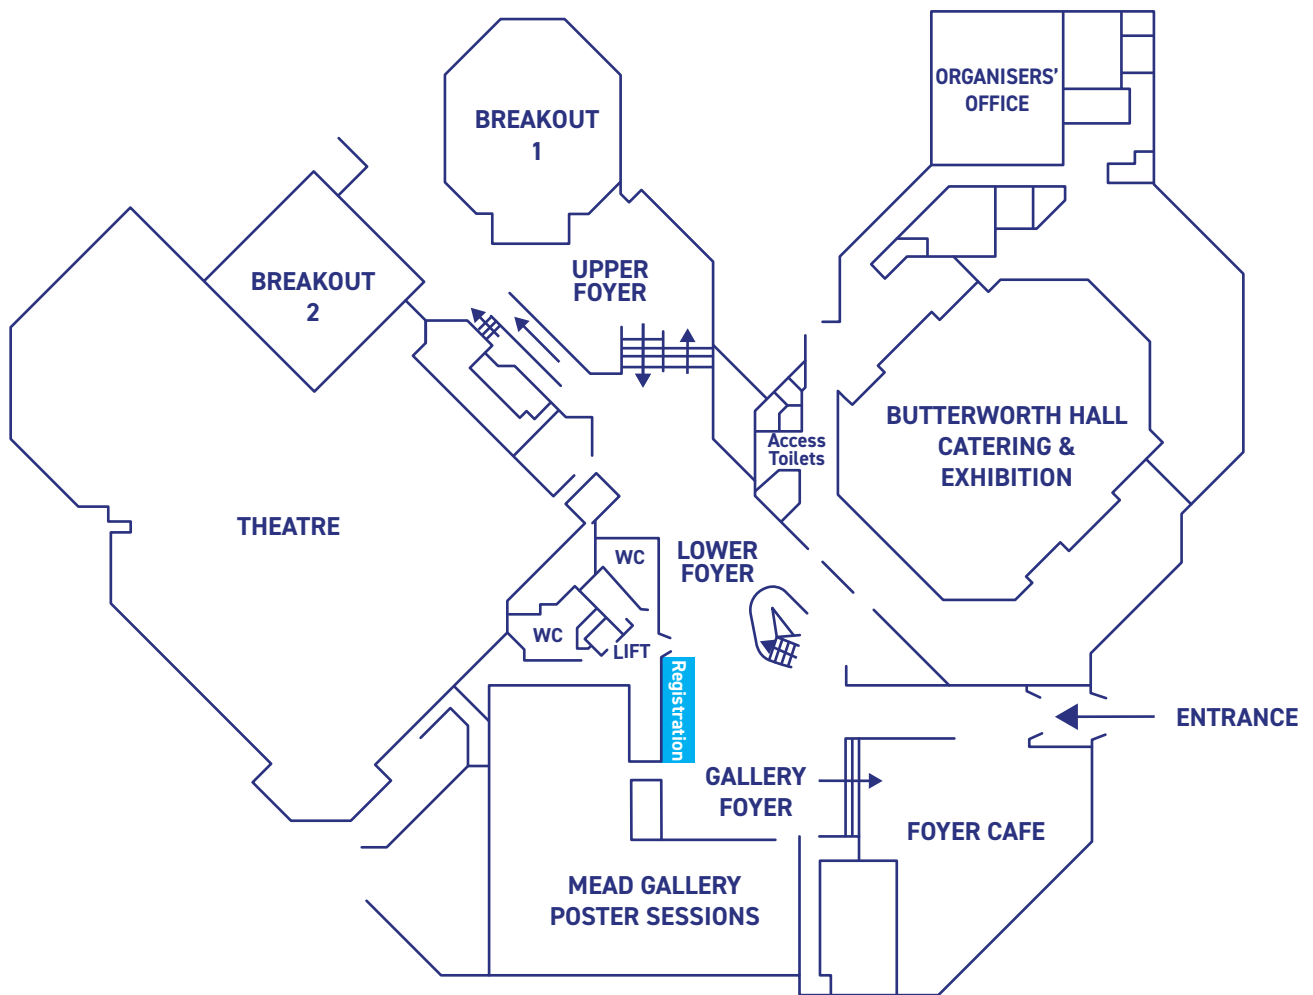 ORGANISERS'
OFFICE
BREAKOUT
1
UPPER
FOYER
BREAKOUT
2
BUTTERWORTH HALL
CATERING &
EXHIBITION
Access
Toilets
THEATRE
LOWER
FOYER
WC
WC
LIFT
Registration
ENTRANCE
GALLERY
FOYER
FOYER CAFE
MEAD GALLERY
POSTER SESSIONS